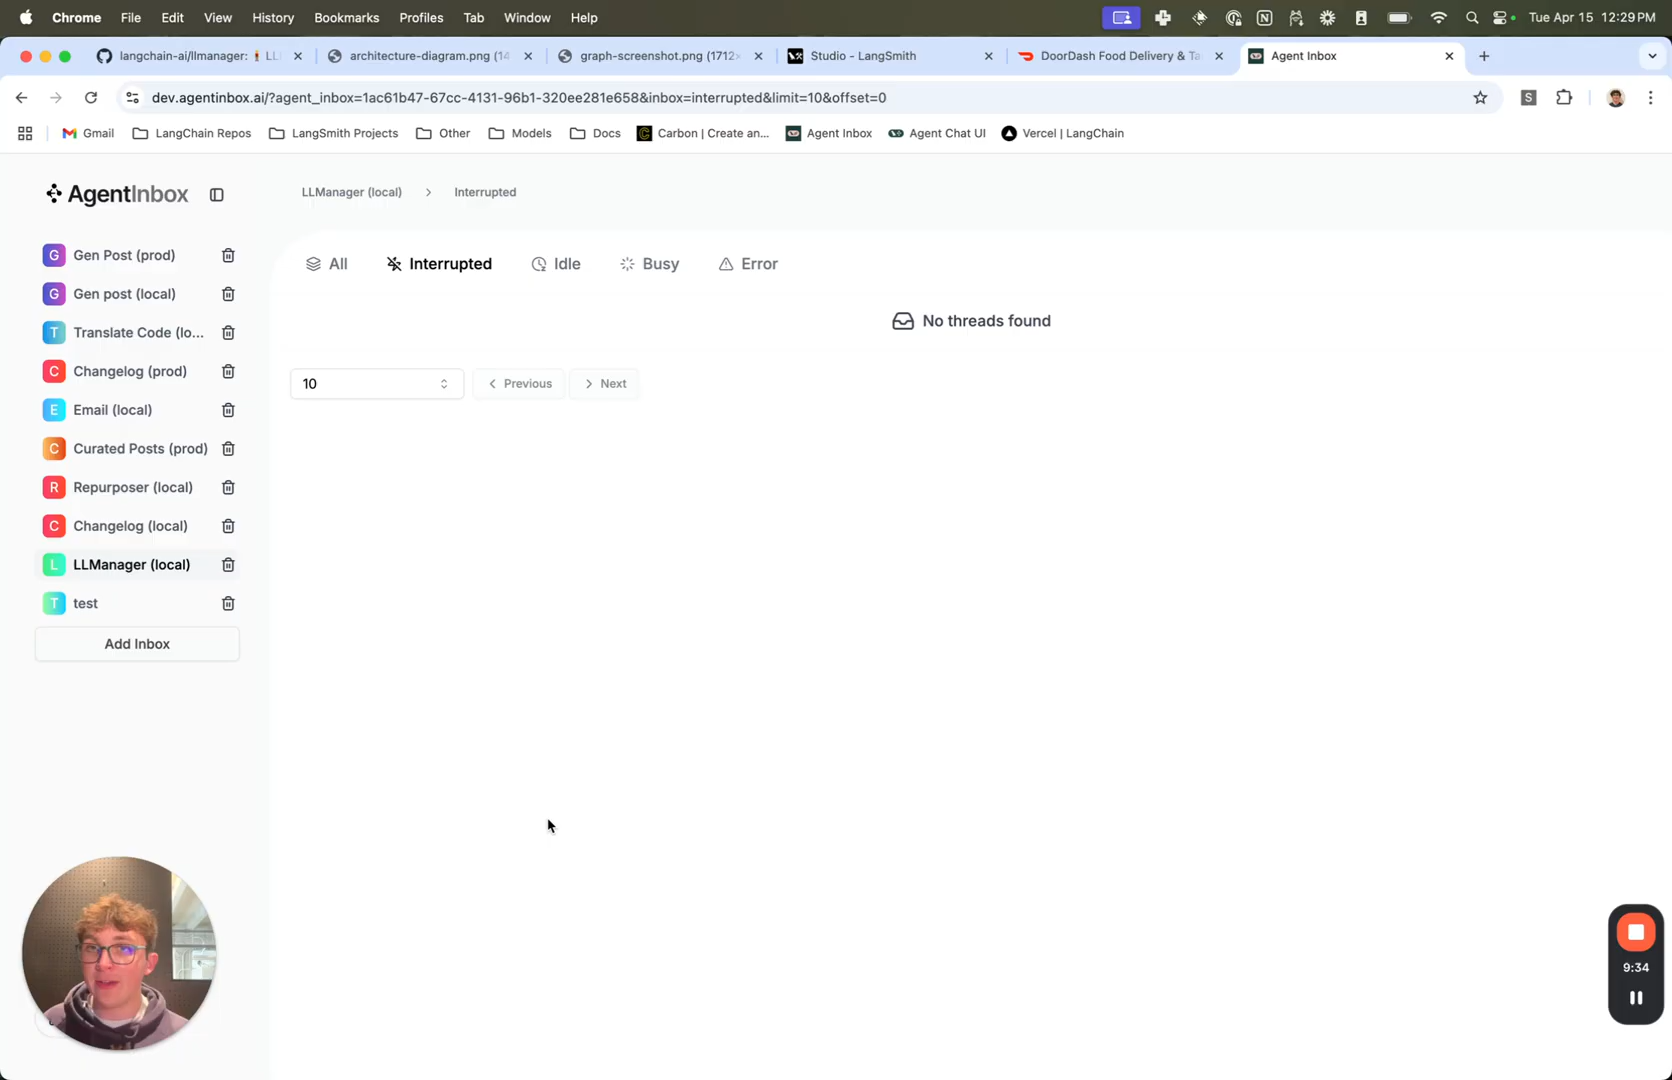 Chrome File Edit View History Bookmarks Profiles Tab Window Help Tue Apr 15 12:29 PM
langchain-ai/llmanager: LL architecture-diagram.png (14 graph-screenshot.png (1712× Studio - LangSmith DoorDash Food Delivery & Ta Agent Inbox
dev.agentinbox.ai/?agent_inbox=1ac61b47-67cc-4131-96b1-320ee281e658&inbox=interrupted&limit=10&offset=0
Gmail LangChain Repos LangSmith Projects Other Models Docs Carbon | Create an... Agent Inbox Agent Chat UI Vercel | LangChain
AgentInbox
LLManager (local) > Interrupted
G Gen Post (prod)
All Interrupted Idle Busy Error
G Gen post (local)
No threads found
T Translate Code (lo...
C Changelog (prod)
10 Previous Next
E Email (local)
C Curated Posts (prod)
R Repurposer (local)
C Changelog (local)
L LLManager (local)
T test
Add Inbox
9:34